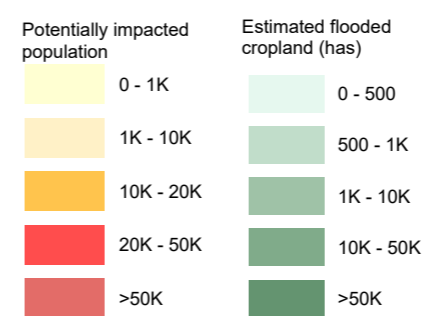 Potentially impacted
population
0 - 1K
1K - 10K
10K - 20K
20K - 50K
>50K
Estimated flooded
cropland (has)
0 - 500
500 - 1K
1K - 10K
10K - 50K
>50K